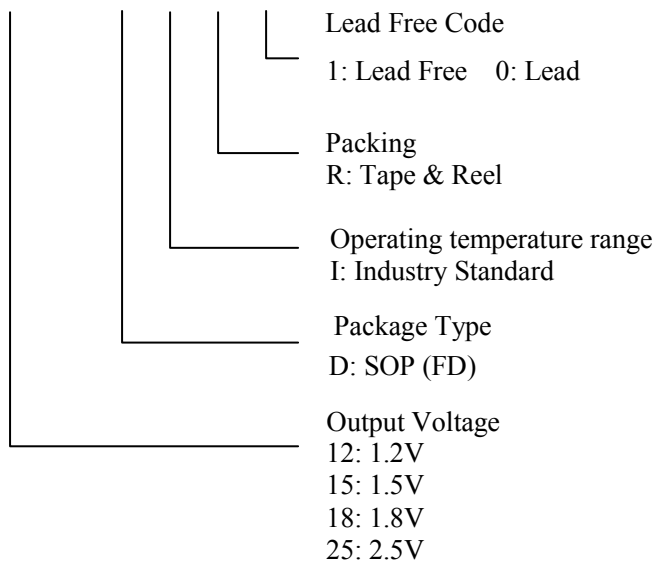 Lead Free Code
1: Lead Free 0: Lead
Packing
R: Tape & Reel
Operating temperature range
I: Industry Standard
Package Type
D: SOP (FD)
Output Voltage
12: 1.2V
15: 1.5V
18: 1.8V
25: 2.5V